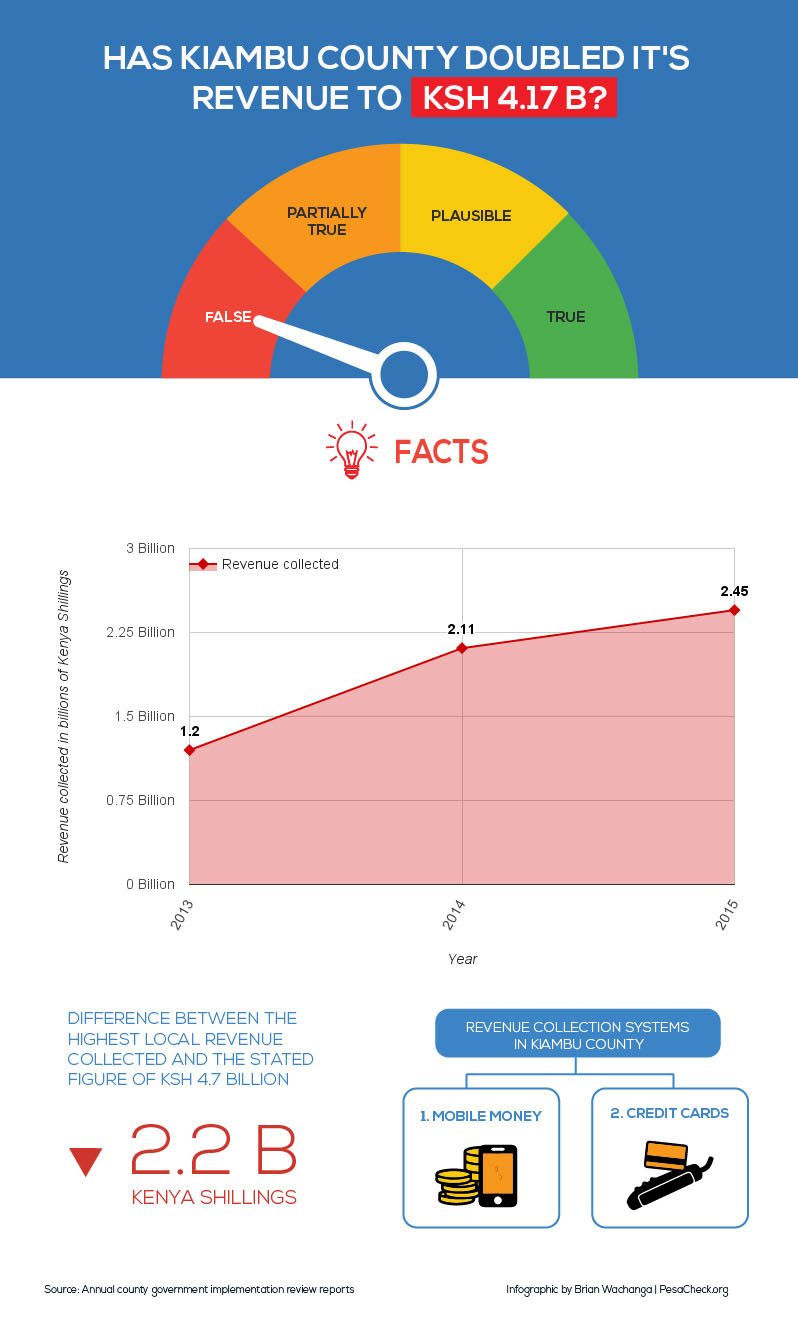 HAS KIAMBU COUNTY DOUBLED IT'S
REVENUE TO KSH 4.17 B?
PARTIALLY
TRUE
PLAUSIBLE
FALSE
TRUE
FACTS
3 Billion
2.25 Billion
1.5 Billion
0.75 Billion
0 Billion
Revenue collected in billions of Kenya Shillings
Revenue collected
1.2
2.11
2.45
2013
2014
2015
Year
DIFFERENCE BETWEEN THE
HIGHEST LOCAL REVENUE
COLLECTED AND THE STATED
FIGURE OF KSH 4.7 BILLION
2.2 B
KENYA SHILLINGS
REVENUE COLLECTION SYSTEMS
IN KIAMBU COUNTY
1. MOBILE MONEY
2. CREDIT CARDS
Source: Annual county government implementation review reports
Infographic by Brian Wachanga | PesaCheck.org